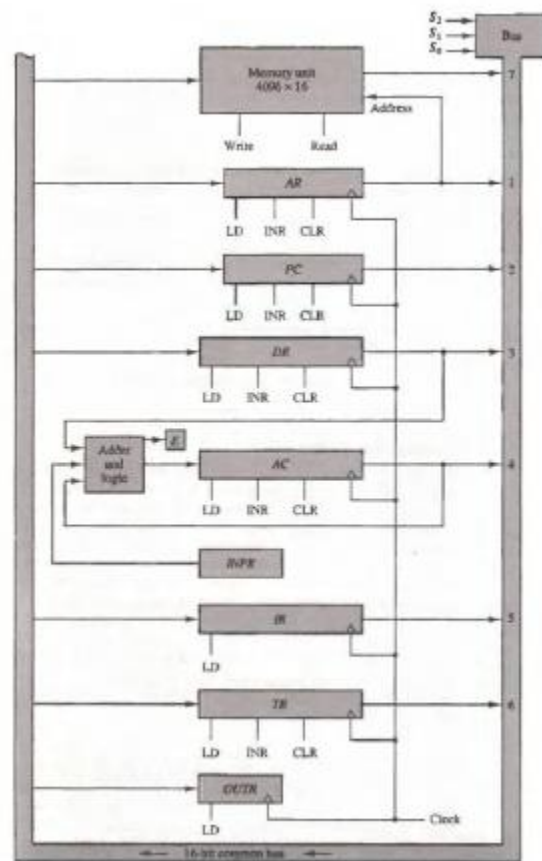 S2
S1
S0
Bus
Memory unit
4096 × 16
7
Address
Write Read
AR
1
LD INR CLR
PC
2
LD INR CLR
DR
3
LD INR CLR
E
Adder
and
logic
AC
4
LD INR CLR
INPR
IR
5
LD
TR
6
LD INR CLR
OUTR
Clock
LD
16-bit common bus